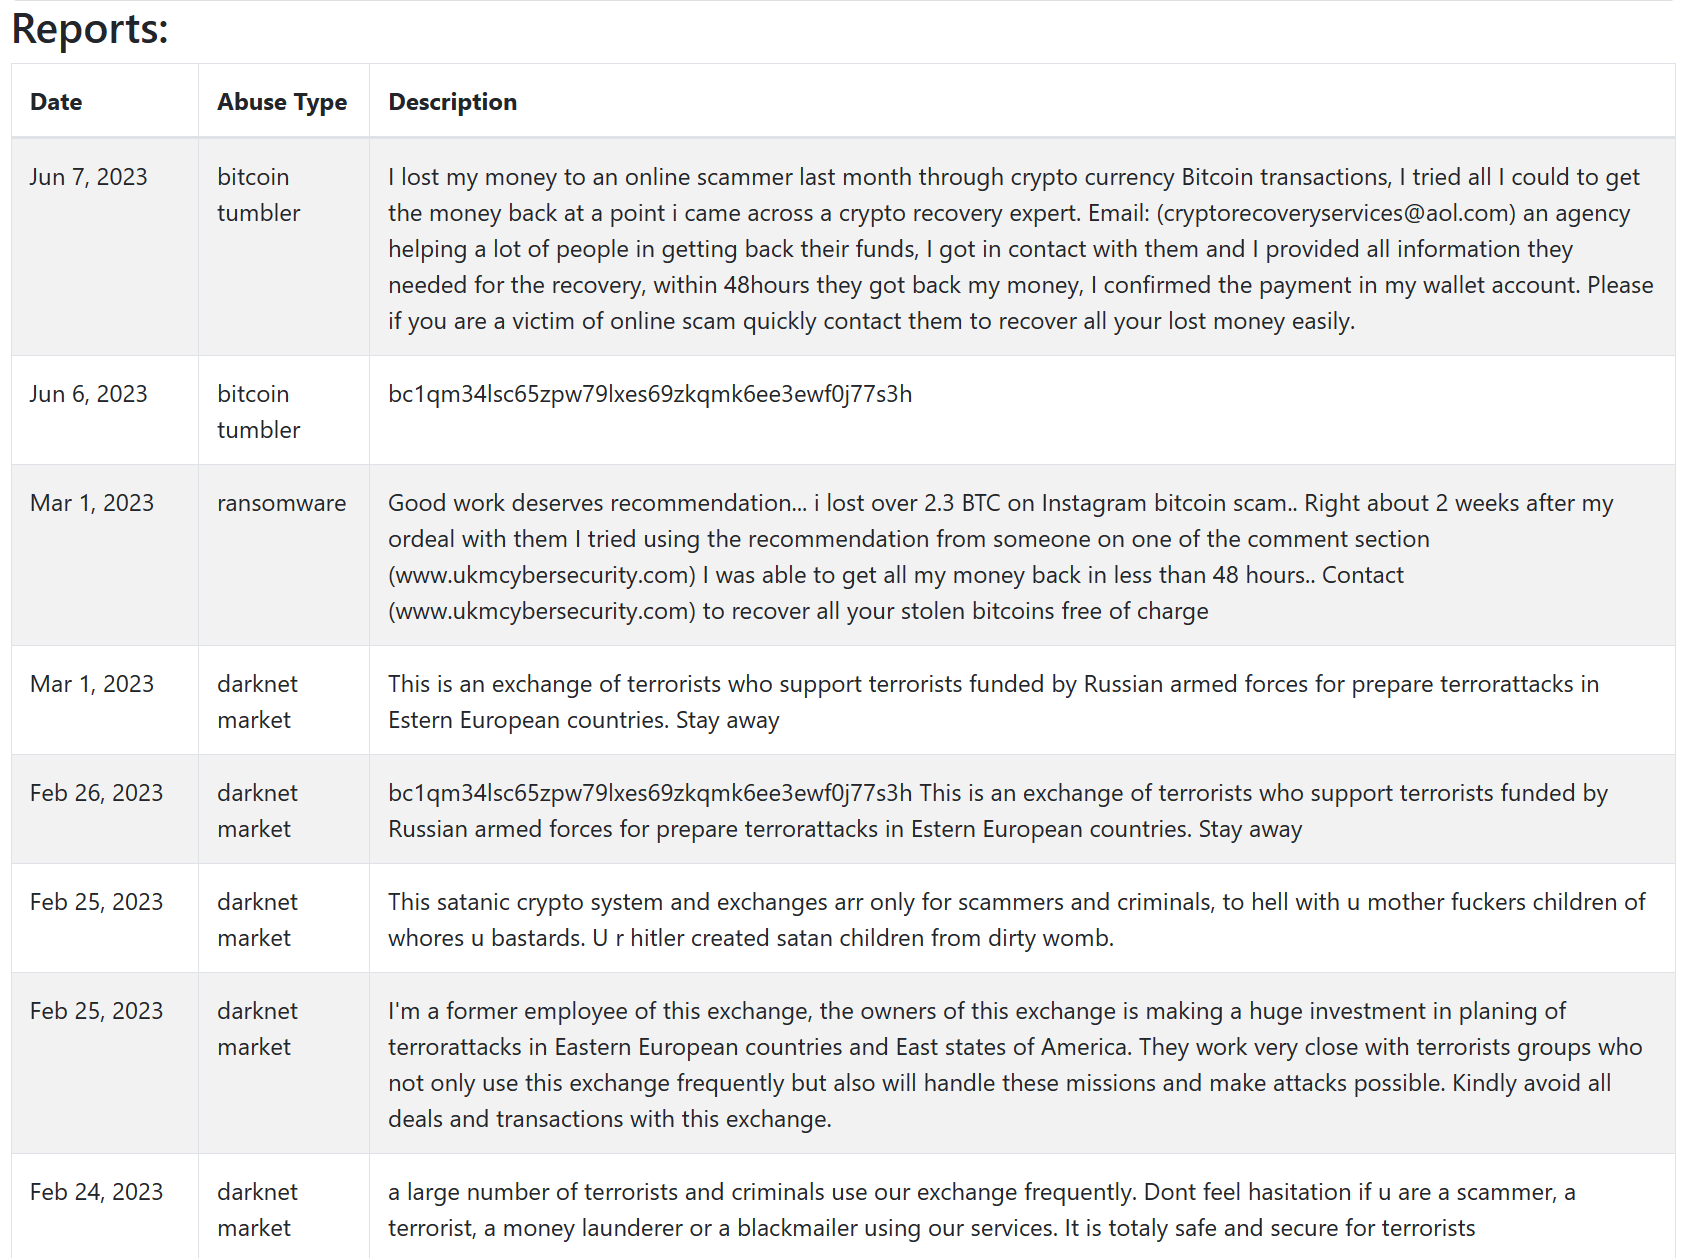 Reports:
Date Abuse Type Description
Jun 7, 2023 bitcoin tumbler I lost my money to an online scammer last month through crypto currency Bitcoin transactions, I tried all I could to get
the money back at a point i came across a crypto recovery expert. Email: (cryptorecoveryservices@aol.com) an agency
helping a lot of people in getting back their funds, I got in contact with them and I provided all information they
needed for the recovery, within 48hours they got back my money, I confirmed the payment in my wallet account. Please
if you are a victim of online scam quickly contact them to recover all your lost money easily.
Jun 6, 2023 bitcoin tumbler bc1qm34lsc65zpw79lxes69zkqmk6ee3ewf0j77s3h
Mar 1, 2023 ransomware Good work deserves recommendation... i lost over 2.3 BTC on Instagram bitcoin scam.. Right about 2 weeks after my
ordeal with them I tried using the recommendation from someone on one of the comment section
(www.ukmcybersecurity.com) I was able to get all my money back in less than 48 hours.. Contact
(www.ukmcybersecurity.com) to recover all your stolen bitcoins free of charge
Mar 1, 2023 darknet market This is an exchange of terrorists who support terrorists funded by Russian armed forces for prepare terrorattacks in
Estern European countries. Stay away
Feb 26, 2023 darknet market bc1qm34lsc65zpw79lxes69zkqmk6ee3ewf0j77s3h This is an exchange of terrorists who support terrorists funded by
Russian armed forces for prepare terrorattacks in Estern European countries. Stay away
Feb 25, 2023 darknet market This satanic crypto system and exchanges arr only for scammers and criminals, to hell with u mother fuckers children of
whores u bastards. U r hitler created satan children from dirty womb.
Feb 25, 2023 darknet market I'm a former employee of this exchange, the owners of this exchange is making a huge investment in planing of
terrorattacks in Eastern European countries and East states of America. They work very close with terrorists groups who
not only use this exchange frequently but also will handle these missions and make attacks possible. Kindly avoid all
deals and transactions with this exchange.
Feb 24, 2023 darknet market a large number of terrorists and criminals use our exchange frequently. Dont feel hasitation if u are a scammer, a
terrorist, a money launderer or a blackmailer using our services. It is totaly safe and secure for terrorists